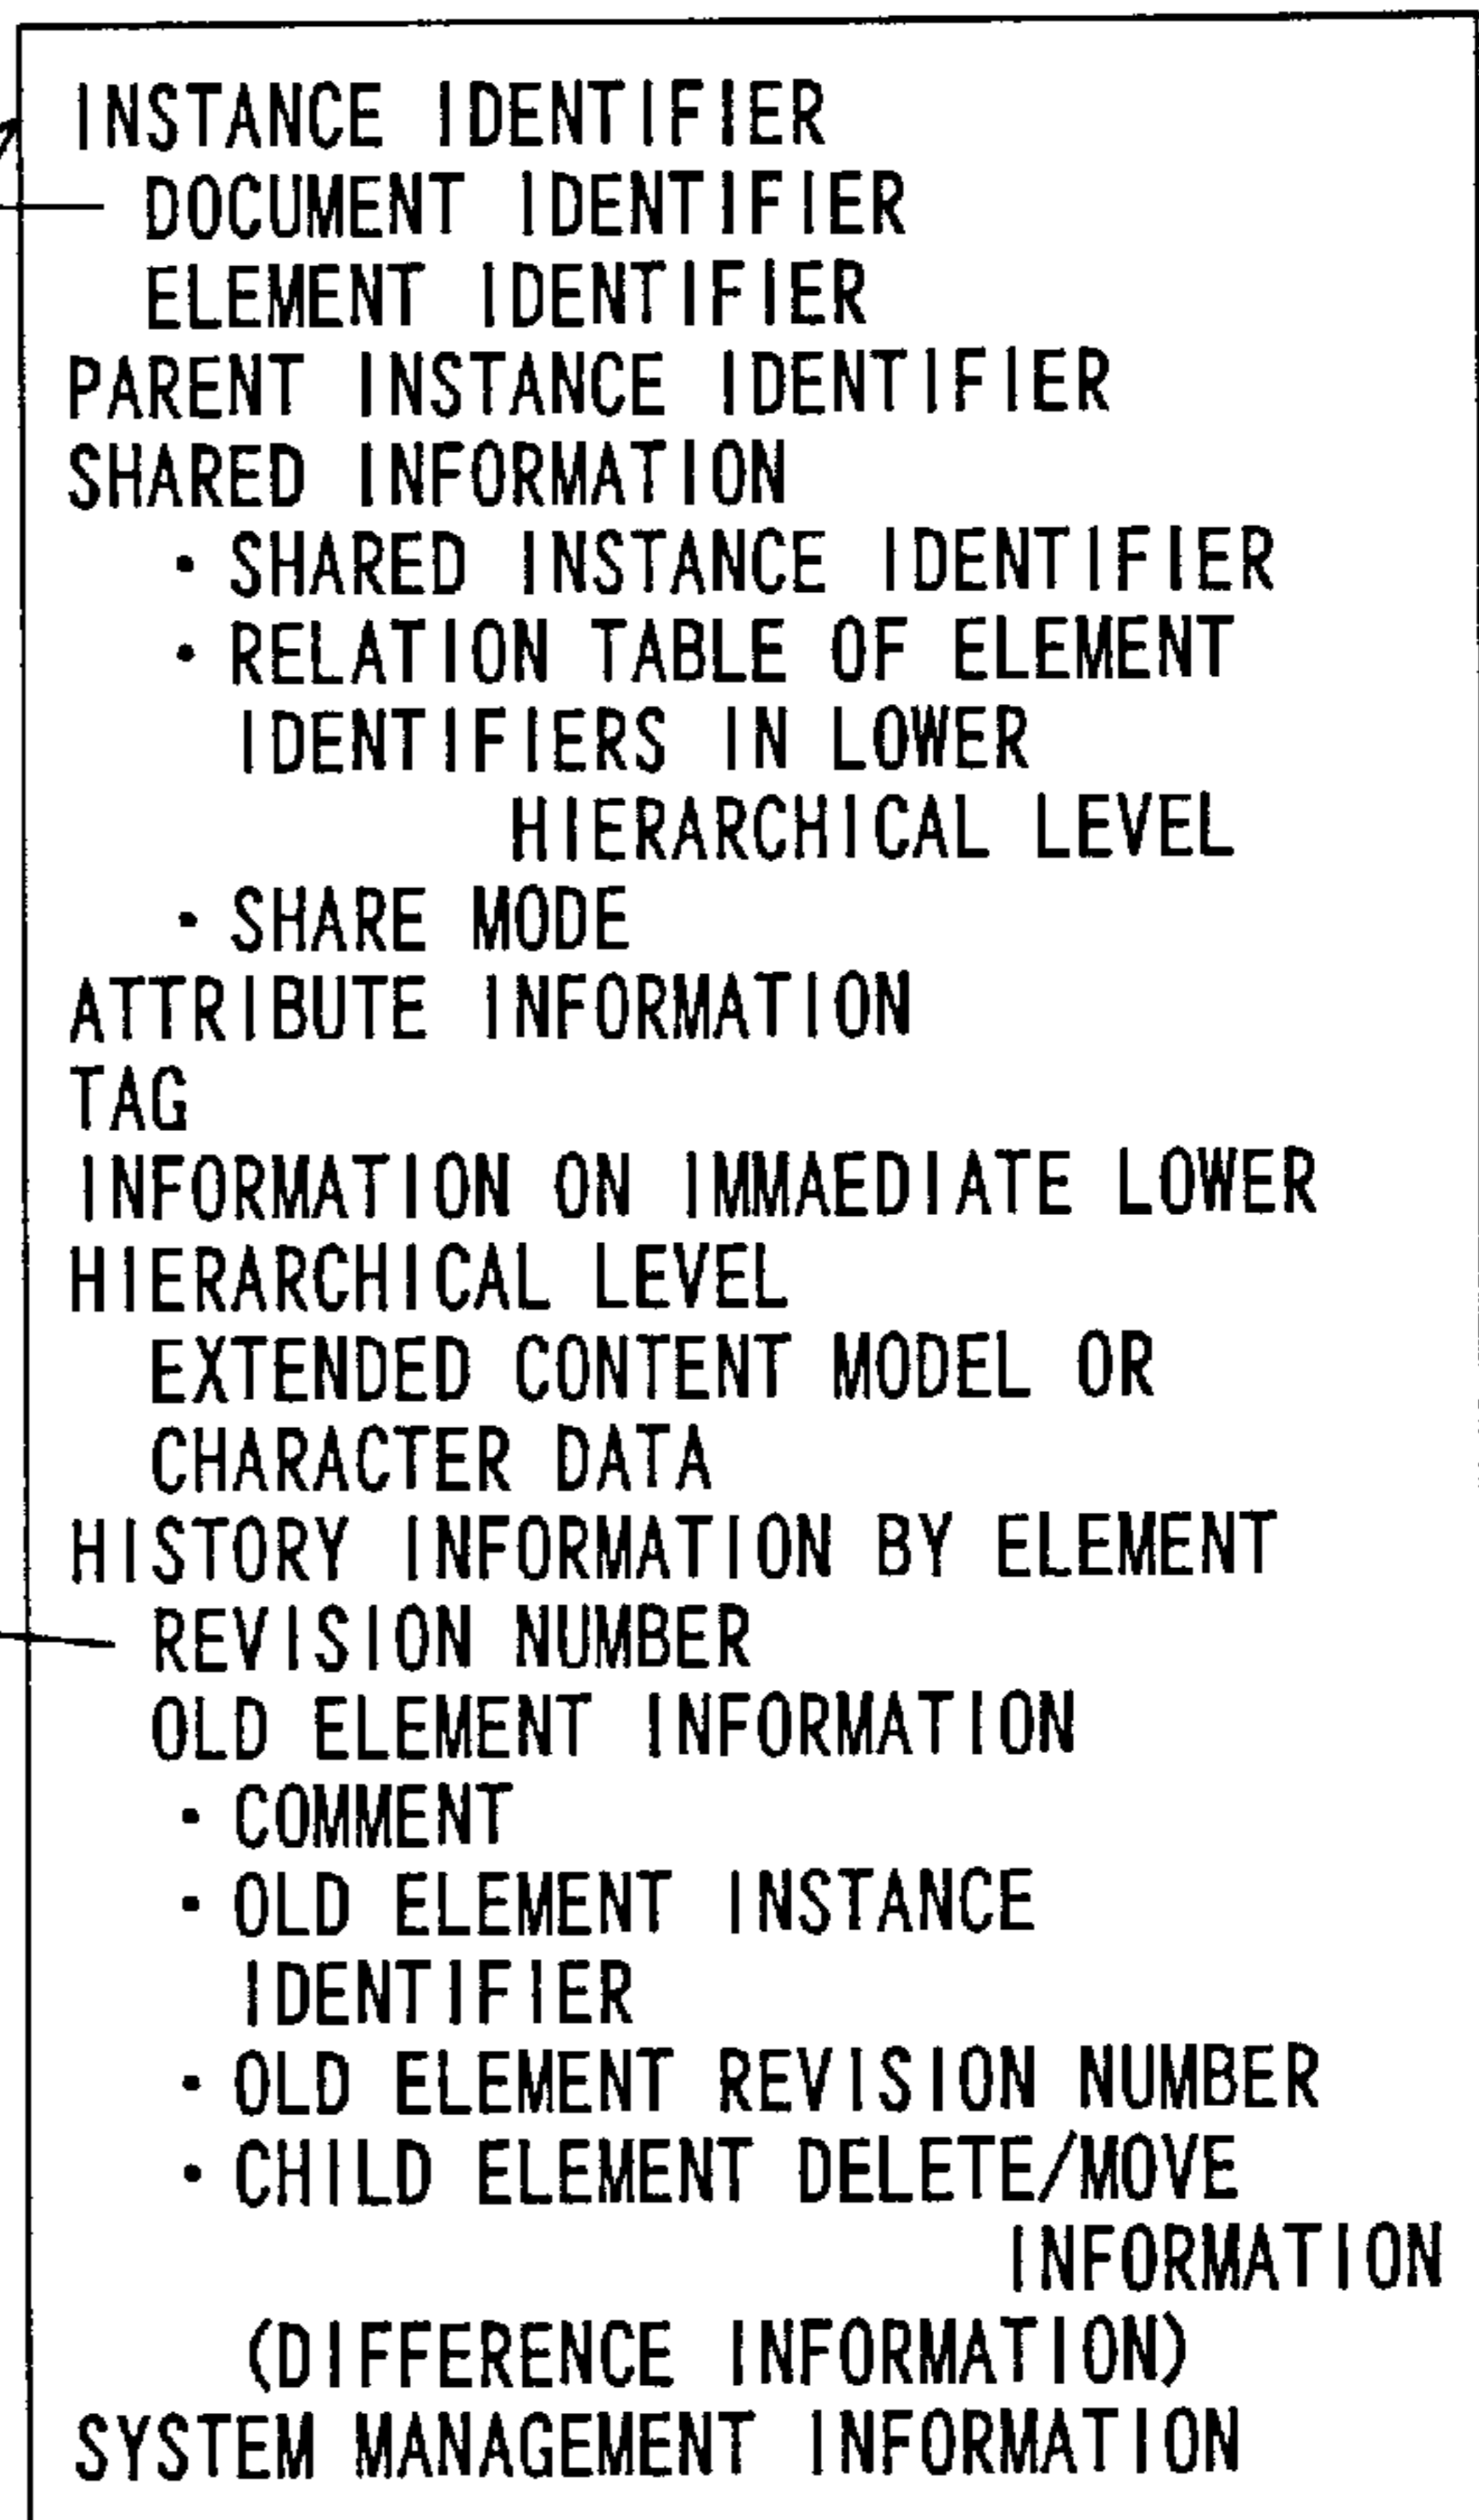 INSTANCE IDENTIFIER
DOCUMENT IDENTIFIER
ELEMENT IDENTIFIER
PARENT INSTANCE IDENTIFIER
SHARED INFORMATION
・SHARED INSTANCE IDENTIFIER
・RELATION TABLE OF ELEMENT
IDENTIFIERS IN LOWER
HIERARCHICAL LEVEL
・SHARE MODE
ATTRIBUTE INFORMATION
TAG
INFORMATION ON IMMAEDIATE LOWER
HIERARCHICAL LEVEL
EXTENDED CONTENT MODEL OR
CHARACTER DATA
HISTORY INFORMATION BY ELEMENT
REVISION NUMBER
OLD ELEMENT INFORMATION
・COMMENT
・OLD ELEMENT INSTANCE
IDENTIFIER
・OLD ELEMENT REVISION NUMBER
・CHILD ELEMENT DELETE/MOVE
INFORMATION
(DIFFERENCE INFORMATION)
SYSTEM MANAGEMENT INFORMATION